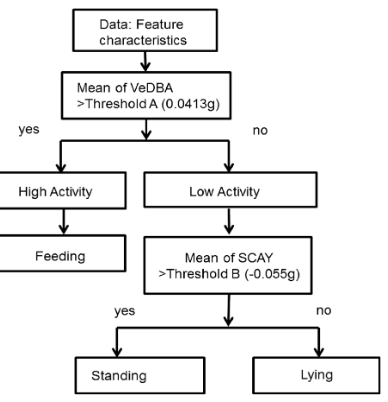 Data: Feature
characteristics
Mean of VeDBA
>Threshold A (0.0413g)
yes
no
High Activity
Low Activity
Feeding
Mean of SCAY
>Threshold B (-0.055g)
yes
no
Standing
Lying